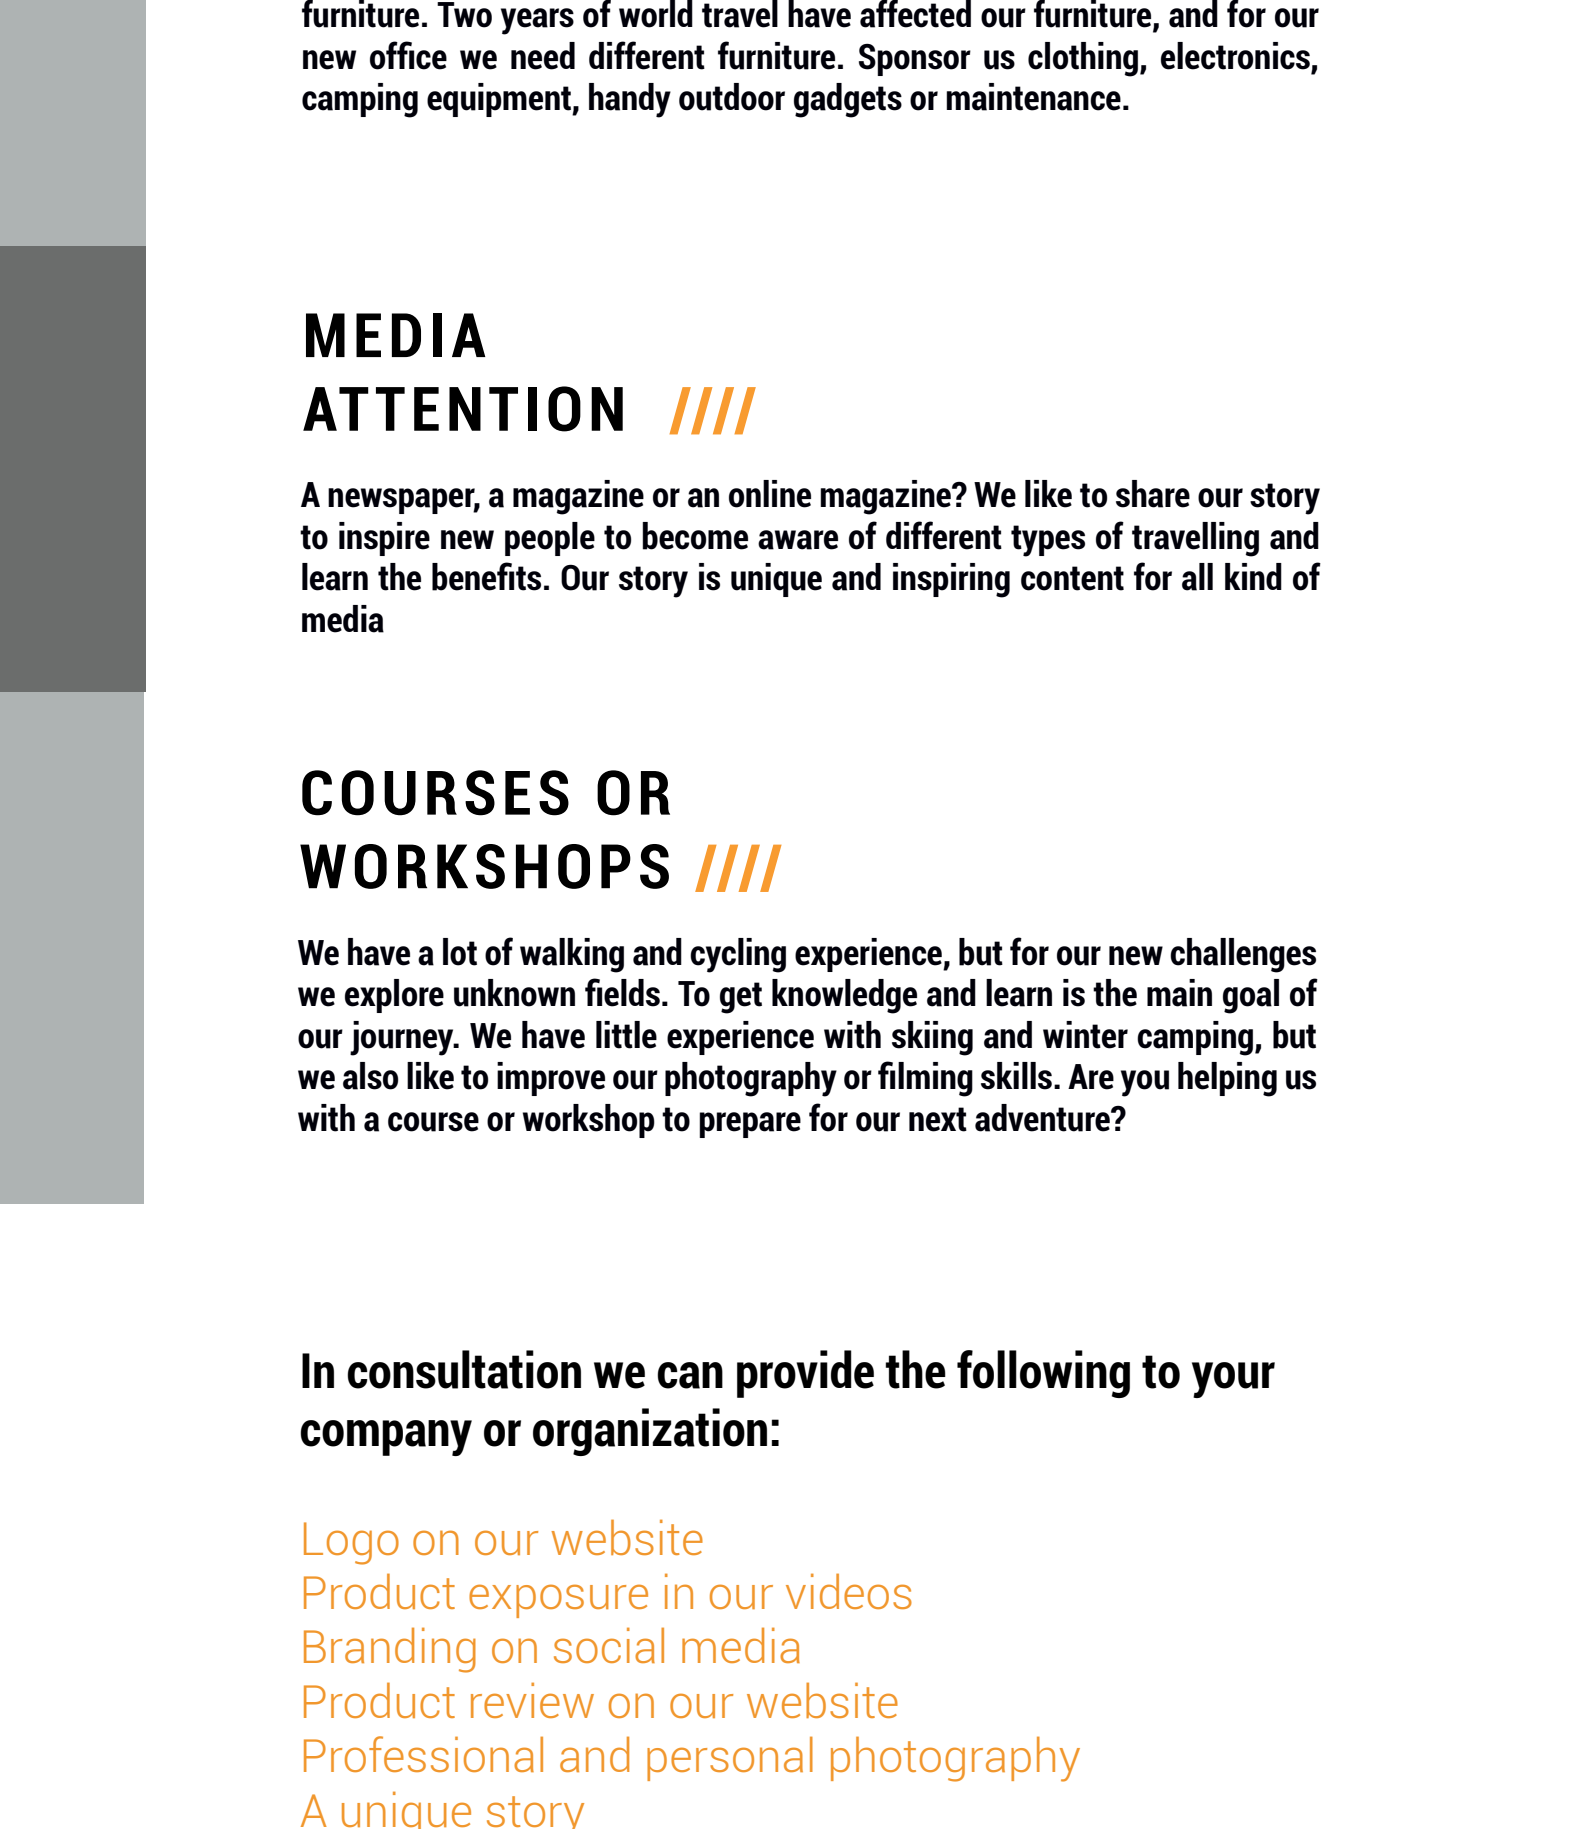 furniture. Two years of world travel have affected our furniture, and for our
new office we need different furniture. Sponsor us clothing, electronics,
camping equipment, handy outdoor gadgets or maintenance.
MEDIA
ATTENTION ////
A newspaper, a magazine or an online magazine? We like to share our story
to inspire new people to become aware of different types of travelling and
learn the benefits. Our story is unique and inspiring content for all kind of
media
COURSES OR
WORKSHOPS ////
We have a lot of walking and cycling experience, but for our new challenges
we explore unknown fields. To get knowledge and learn is the main goal of
our journey. We have little experience with skiing and winter camping, but
we also like to improve our photography or filming skills. Are you helping us
with a course or workshop to prepare for our next adventure?
In consultation we can provide the following to your
company or organization:
Logo on our website
Product exposure in our videos
Branding on social media
Product review on our website
Professional and personal photography
A unique story